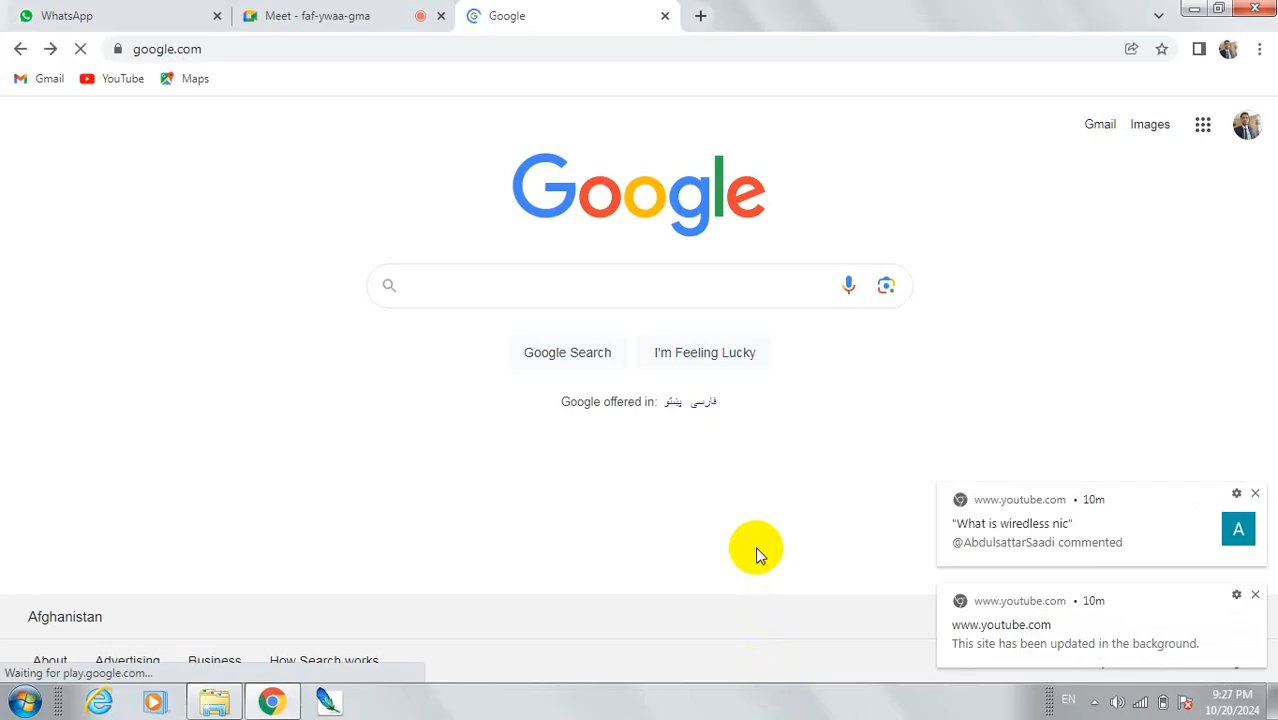 WhatsApp
Meet - faf-ywaa-gma
Google
google.com
Gmail
YouTube
Maps
Gmail
Images
Google
Google Search
I'm Feeling Lucky
Google offered in: پښتو فارسی
www.youtube.com • 10m
"What is wiredless nic"
@AbdulsattarSaadi commented
A
www.youtube.com • 10m
www.youtube.com
This site has been updated in the background.
Afghanistan
About
Advertising
Business
How Search works
Waiting for play.google.com...
EN
9:27 PM
10/20/2024